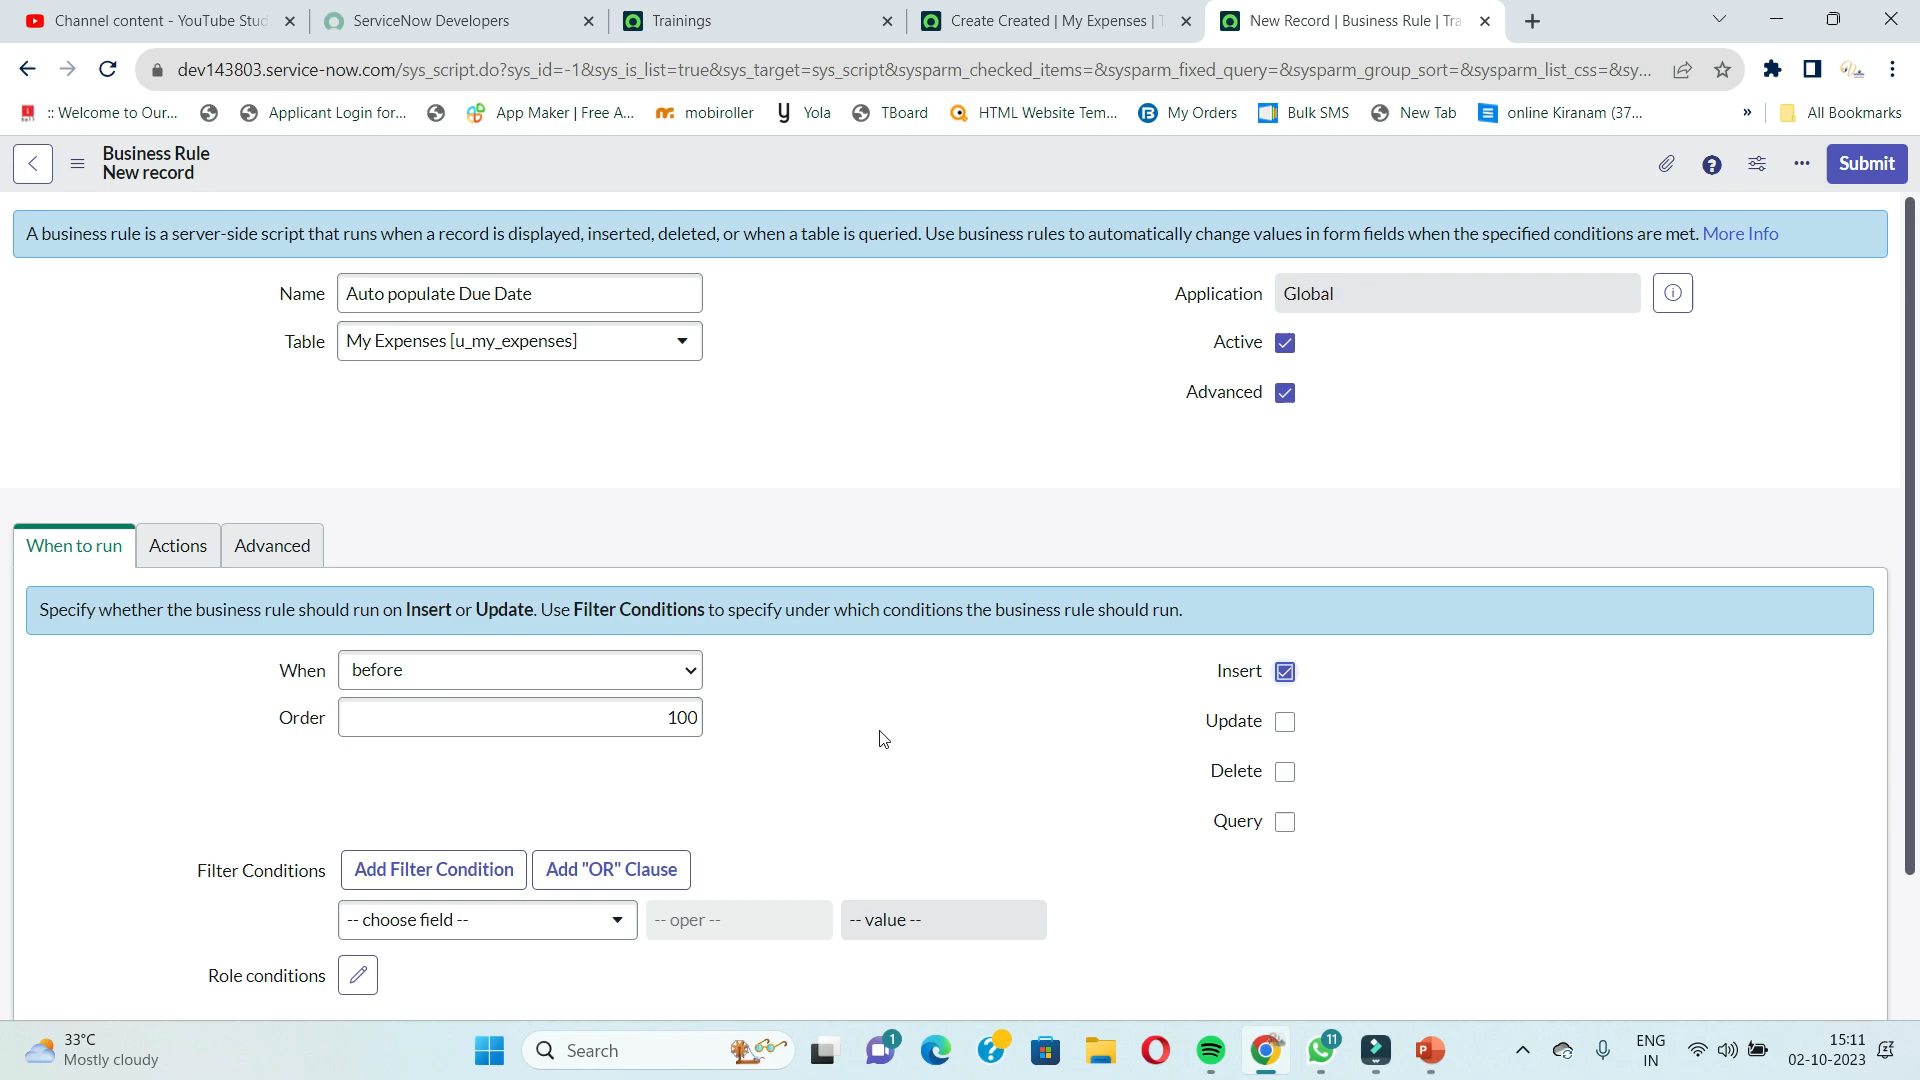 Channel content - YouTube Stud
ServiceNow Developers
Trainings
Create Created | My Expenses | T
New Record | Business Rule | Tra
dev143803.service-now.com/sys_script.do?sys_id=-1&sys_is_list=true&sys_target=sys_script&sysparm_checked_items=&sysparm_fixed_query=&sysparm_group_sort=&sysparm_list_css=&sy...
:: Welcome to Our...
Applicant Login for...
App Maker | Free A...
mobiroller
Yola
TBoard
HTML Website Tem...
My Orders
Bulk SMS
New Tab
online Kiranam (37...
»
All Bookmarks
Business Rule
New record
Submit
A business rule is a server-side script that runs when a record is displayed, inserted, deleted, or when a table is queried. Use business rules to automatically change values in form fields when the specified conditions are met. More Info
Name
Auto populate Due Date
Application
Global
Table
My Expenses [u_my_expenses]
Active
Advanced
When to run
Actions
Advanced
Specify whether the business rule should run on Insert or Update. Use Filter Conditions to specify under which conditions the business rule should run.
When
before
Insert
Order
100
Update
Delete
Query
Filter Conditions
Add Filter Condition
Add "OR" Clause
-- choose field --
-- oper --
-- value --
Role conditions
33°C
Mostly cloudy
Search
1
11
ENG
IN
15:11
02-10-2023